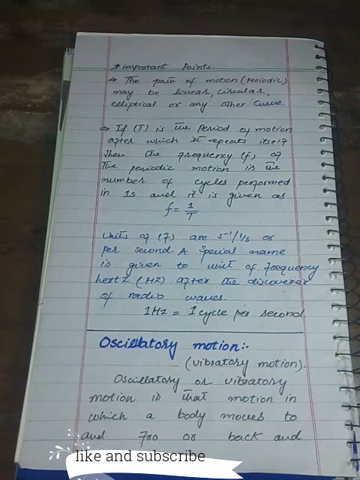 * important Points
⇒ The path of motion (Periodic)
may be linear, circular,
elliptical or any other curve.
⇒ If (T) is the Period of motion
after which it repeats itself
Then the frequency (f) of
The periodic motion is the
number of cycles performed
in 1s and it is given as
f = 1/T
Units of (f) are s⁻¹/1/s or
per second. A special name
is given to unit of frequency
hertz (HZ) after the discoverer
of radio waves.
1HZ = 1 cycle per second
Oscillatory motion:-
(vibratory motion).
Oscillatory or vibratory
motion is that motion in
which a body moves to
and fro or back and
like and subscribe